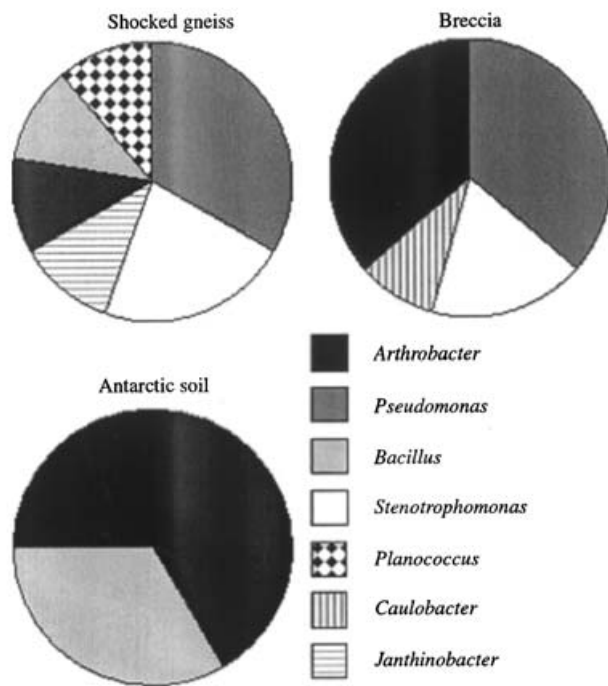 Shocked gneiss
Breccia
Arthrobacter
Pseudomonas
Bacillus
Stenotrophomonas
Planococcus
Caulobacter
Janthinobacter
Antarctic soil